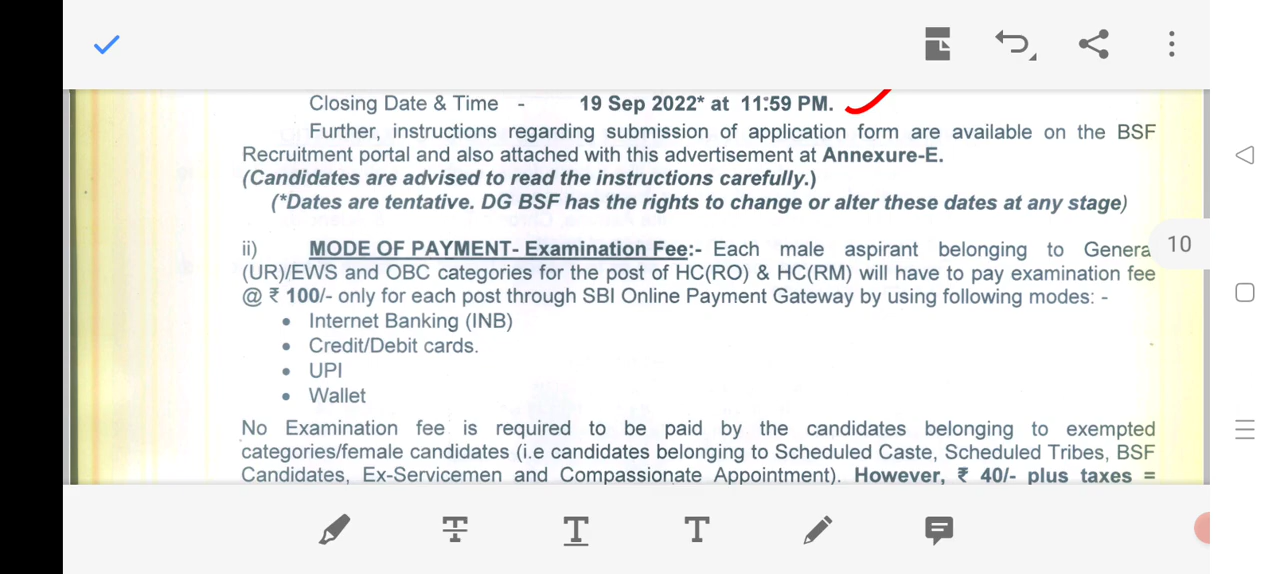 Closing Date & Time - 19 Sep 2022* at 11:59 PM.
Further, instructions regarding submission of application form are available on the BSF
Recruitment portal and also attached with this advertisement at Annexure-E.
(Candidates are advised to read the instructions carefully.)
(*Dates are tentative. DG BSF has the rights to change or alter these dates at any stage)
ii) MODE OF PAYMENT- Examination Fee:- Each male aspirant belonging to Genera
10
(UR)/EWS and OBC categories for the post of HC(RO) & HC(RM) will have to pay examination fee
@ ₹ 100/- only for each post through SBI Online Payment Gateway by using following modes: -
• Internet Banking (INB)
• Credit/Debit cards.
• UPI
• Wallet
No Examination fee is required to be paid by the candidates belonging to exempted
categories/female candidates (i.e candidates belonging to Scheduled Caste, Scheduled Tribes, BSF
Candidates, Ex-Servicemen and Compassionate Appointment). However, ₹ 40/- plus taxes =